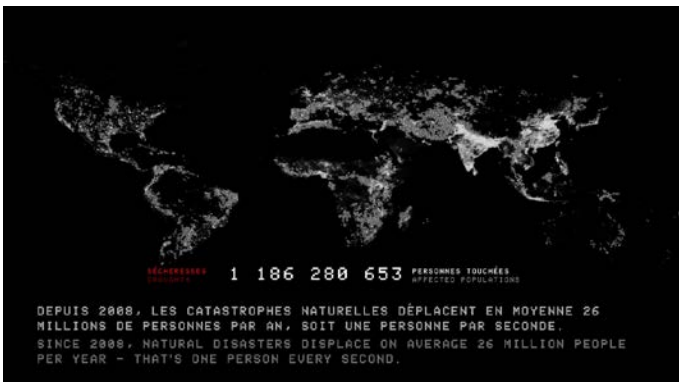 SÉCHERESSES 1 186 280 653 PERSONNES TOUCHÉES
DROUGHTS AFFECTED POPULATIONS
DEPUIS 2008, LES CATASTROPHES NATURELLES DÉPLACENT EN MOYENNE 26
MILLIONS DE PERSONNES PAR AN, SOIT UNE PERSONNE PAR SECONDE.
SINCE 2008, NATURAL DISASTERS DISPLACE ON AVERAGE 26 MILLION PEOPLE
PER YEAR – THAT'S ONE PERSON EVERY SECOND.